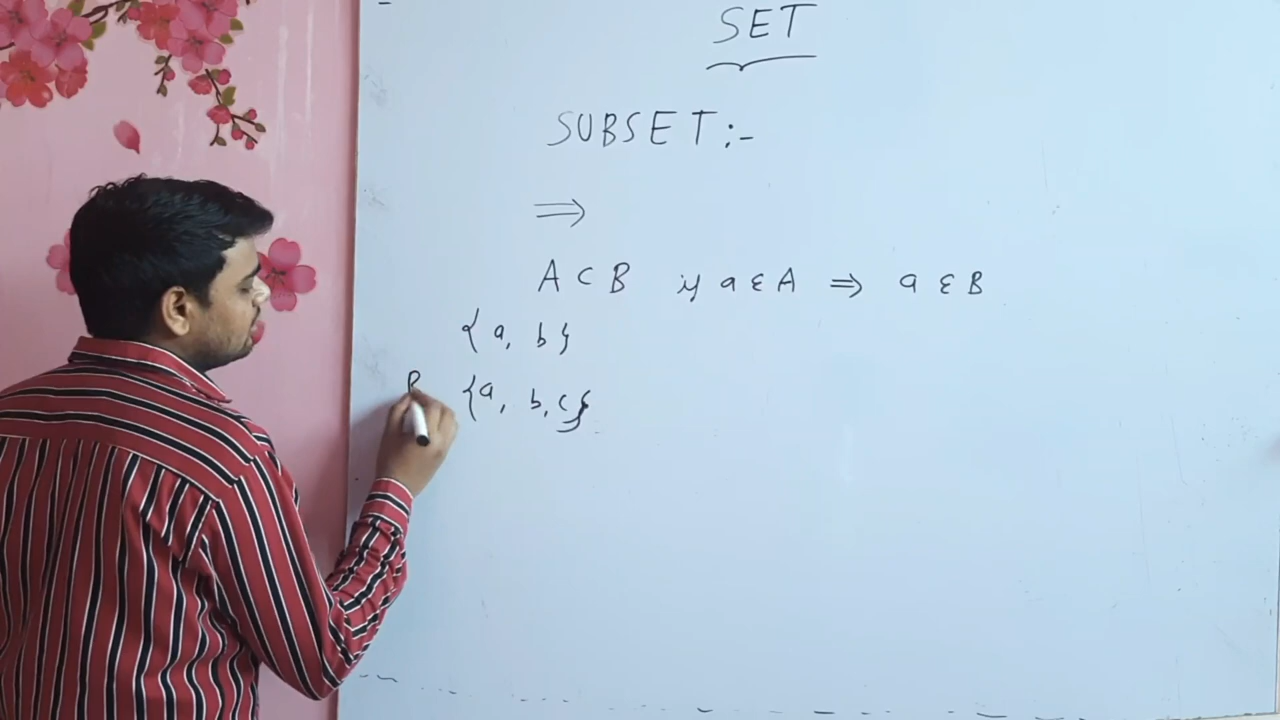 SET
SUBSET :-
⇒
A ⊂ B if a ∈ A ⇒ a ∈ B
{a, b}
B {a, b, c}